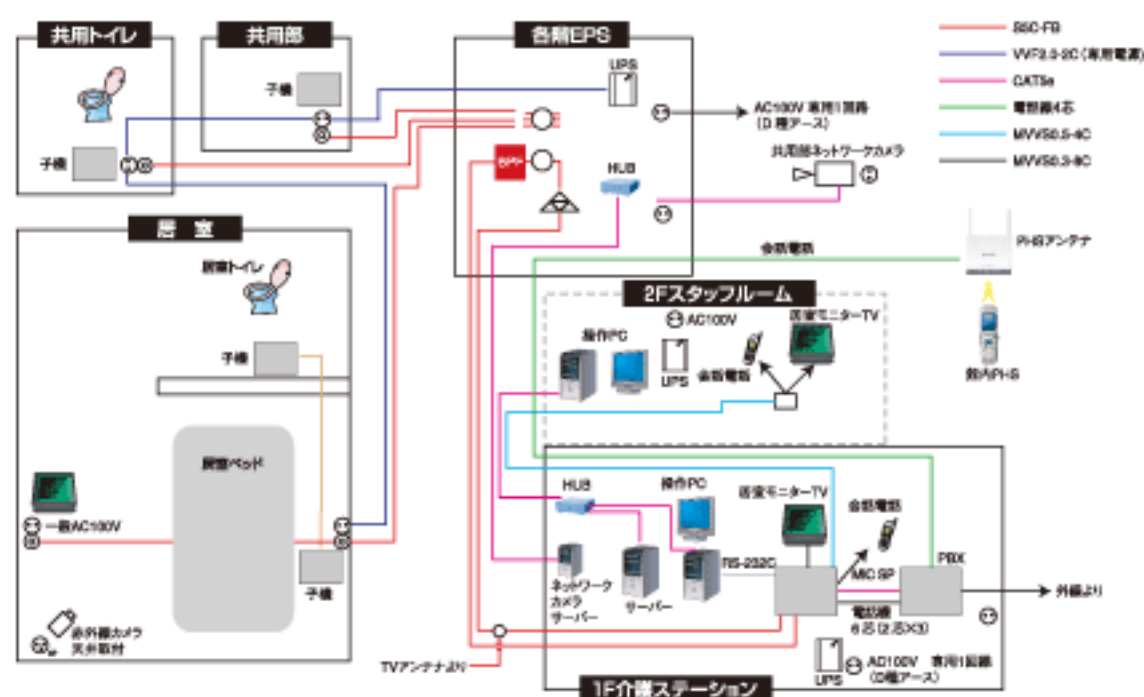 共用トイレ
共用部
各階EPS
子機
子機
UPS
BPF
HUB
AC100V 専用1回路
(D種アース)
共用部ネットワークカメラ
S5C-FB
VVF2.0-2C(専用電源)
CAT5e
電話線4芯
MVVS0.5-4C
MVVS0.3-8C
居 室
居室トイレ
子機
居室ベッド
一般AC100V
子機
赤外線カメラ
天井取付
会話電話
PHSアンテナ
館内PHS
2Fスタッフルーム
操作PC
AC100V
UPS
会話電話
居室モニターTV
HUB
操作PC
居室モニターTV
会話電話
ネットワーク
カメラ
サーバー
サーバー
RS-232C
MIC SP
PBX
外線より
電話機
6芯(2芯×3)
TVアンテナより
UPS
AC100V 専用1回路
(D種アース)
1F介護ステーション